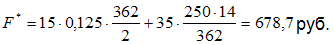 F* = 15 · 0,125 · 362/2 + 35 · 250 · 14/362 = 678,7 руб.